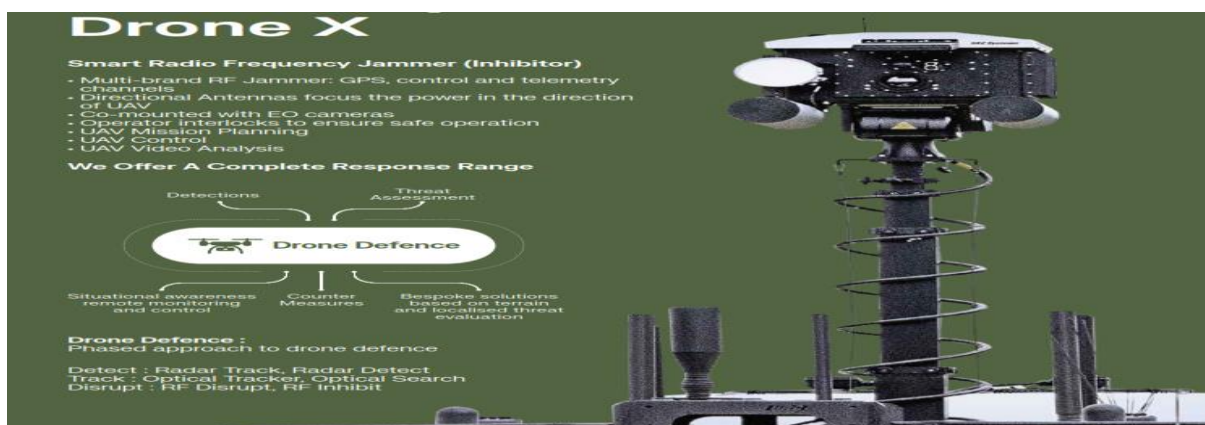 Drone X
Smart Radio Frequency Jammer (Inhibitor)
• Multi-brand RF Jammer: GPS, control and telemetry
channels
• Directional Antennas focus the power in the direction
of UAV
• Co-mounted with EO cameras
• Operator interlocks to ensure safe operation
• UAV Mission Planning
• UAV Control
• UAV Video Analysis
We Offer A Complete Response Range
Detections
Threat
Assessment
Drone Defence
Situational awareness
remote monitoring
and control
Counter
Measures
Bespoke solutions
based on terrain
and localised threat
evaluation
Drone Defence :
Phased approach to drone defence
Detect : Radar Track, Radar Detect
Track : Optical Tracker, Optical Search
Disrupt : RF Disrupt, RF Inhibit